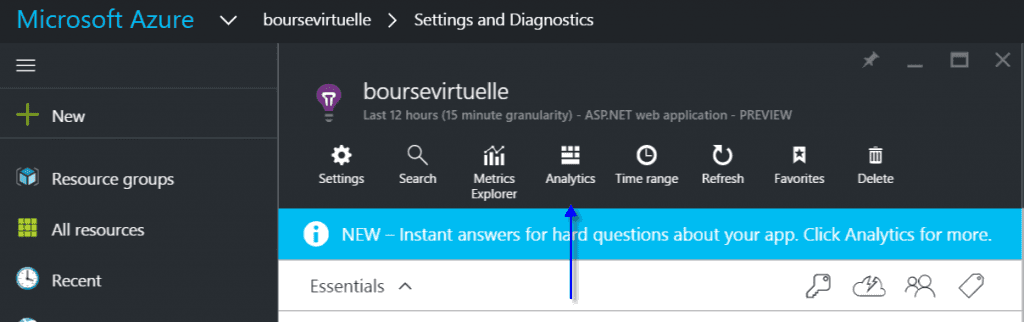 Microsoft Azure boursevirtuelle Settings and Diagnostics
New
Resource groups
All resources
Recent
boursevirtuelle
Last 12 hours (15 minute granularity) - ASP.NET web application - PREVIEW
Settings
Search
Metrics
Explorer
Analytics
Time range
Refresh
Favorites
Delete
NEW – Instant answers for hard questions about your app. Click Analytics for more.
Essentials